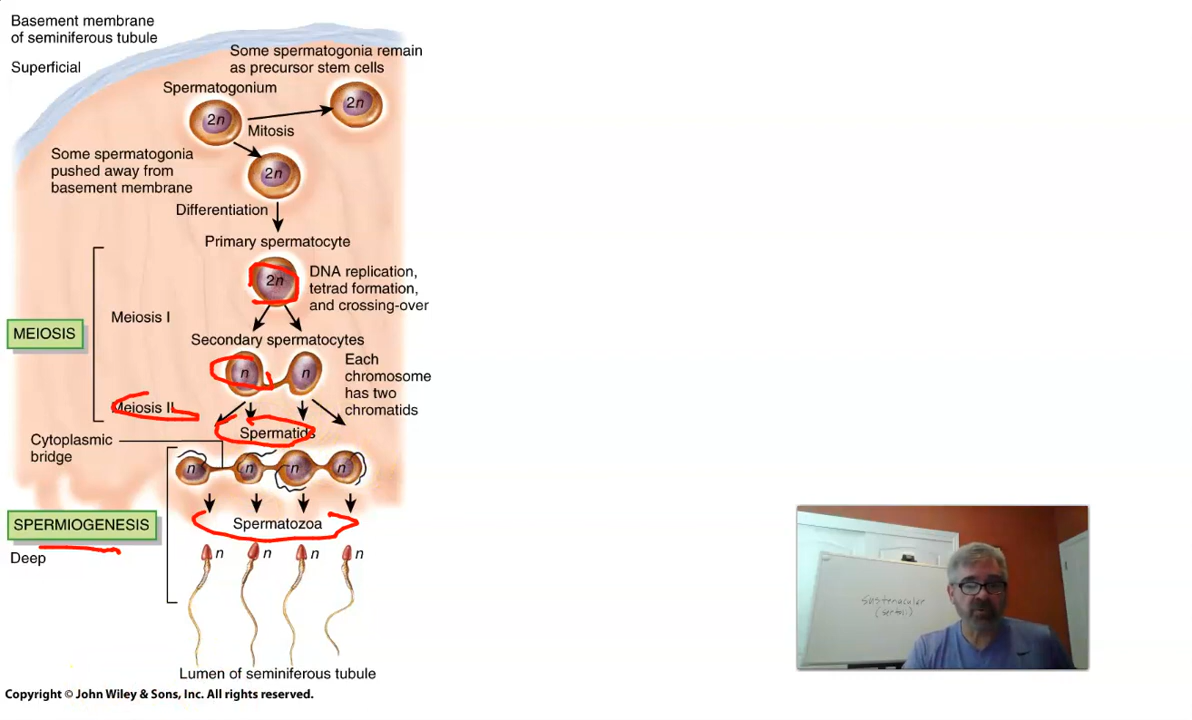 Basement membrane
of seminiferous tubule
Superficial
Some spermatogonia remain
as precursor stem cells
Spermatogonium
2n
2n
Mitosis
Some spermatogonia
pushed away from
basement membrane
2n
Differentiation
Primary spermatocyte
2n
DNA replication,
tetrad formation,
and crossing-over
MEIOSIS
Meiosis I
Secondary spermatocytes
n
n
Each
chromosome
has two
chromatids
Meiosis II
Spermatids
Cytoplasmic
bridge
n
n
n
n
SPERMIOGENESIS
Spermatozoa
Deep
n
n
n
n
Lumen of seminiferous tubule
Copyright © John Wiley & Sons, Inc. All rights reserved.
Sustentacular
(Sertoli)